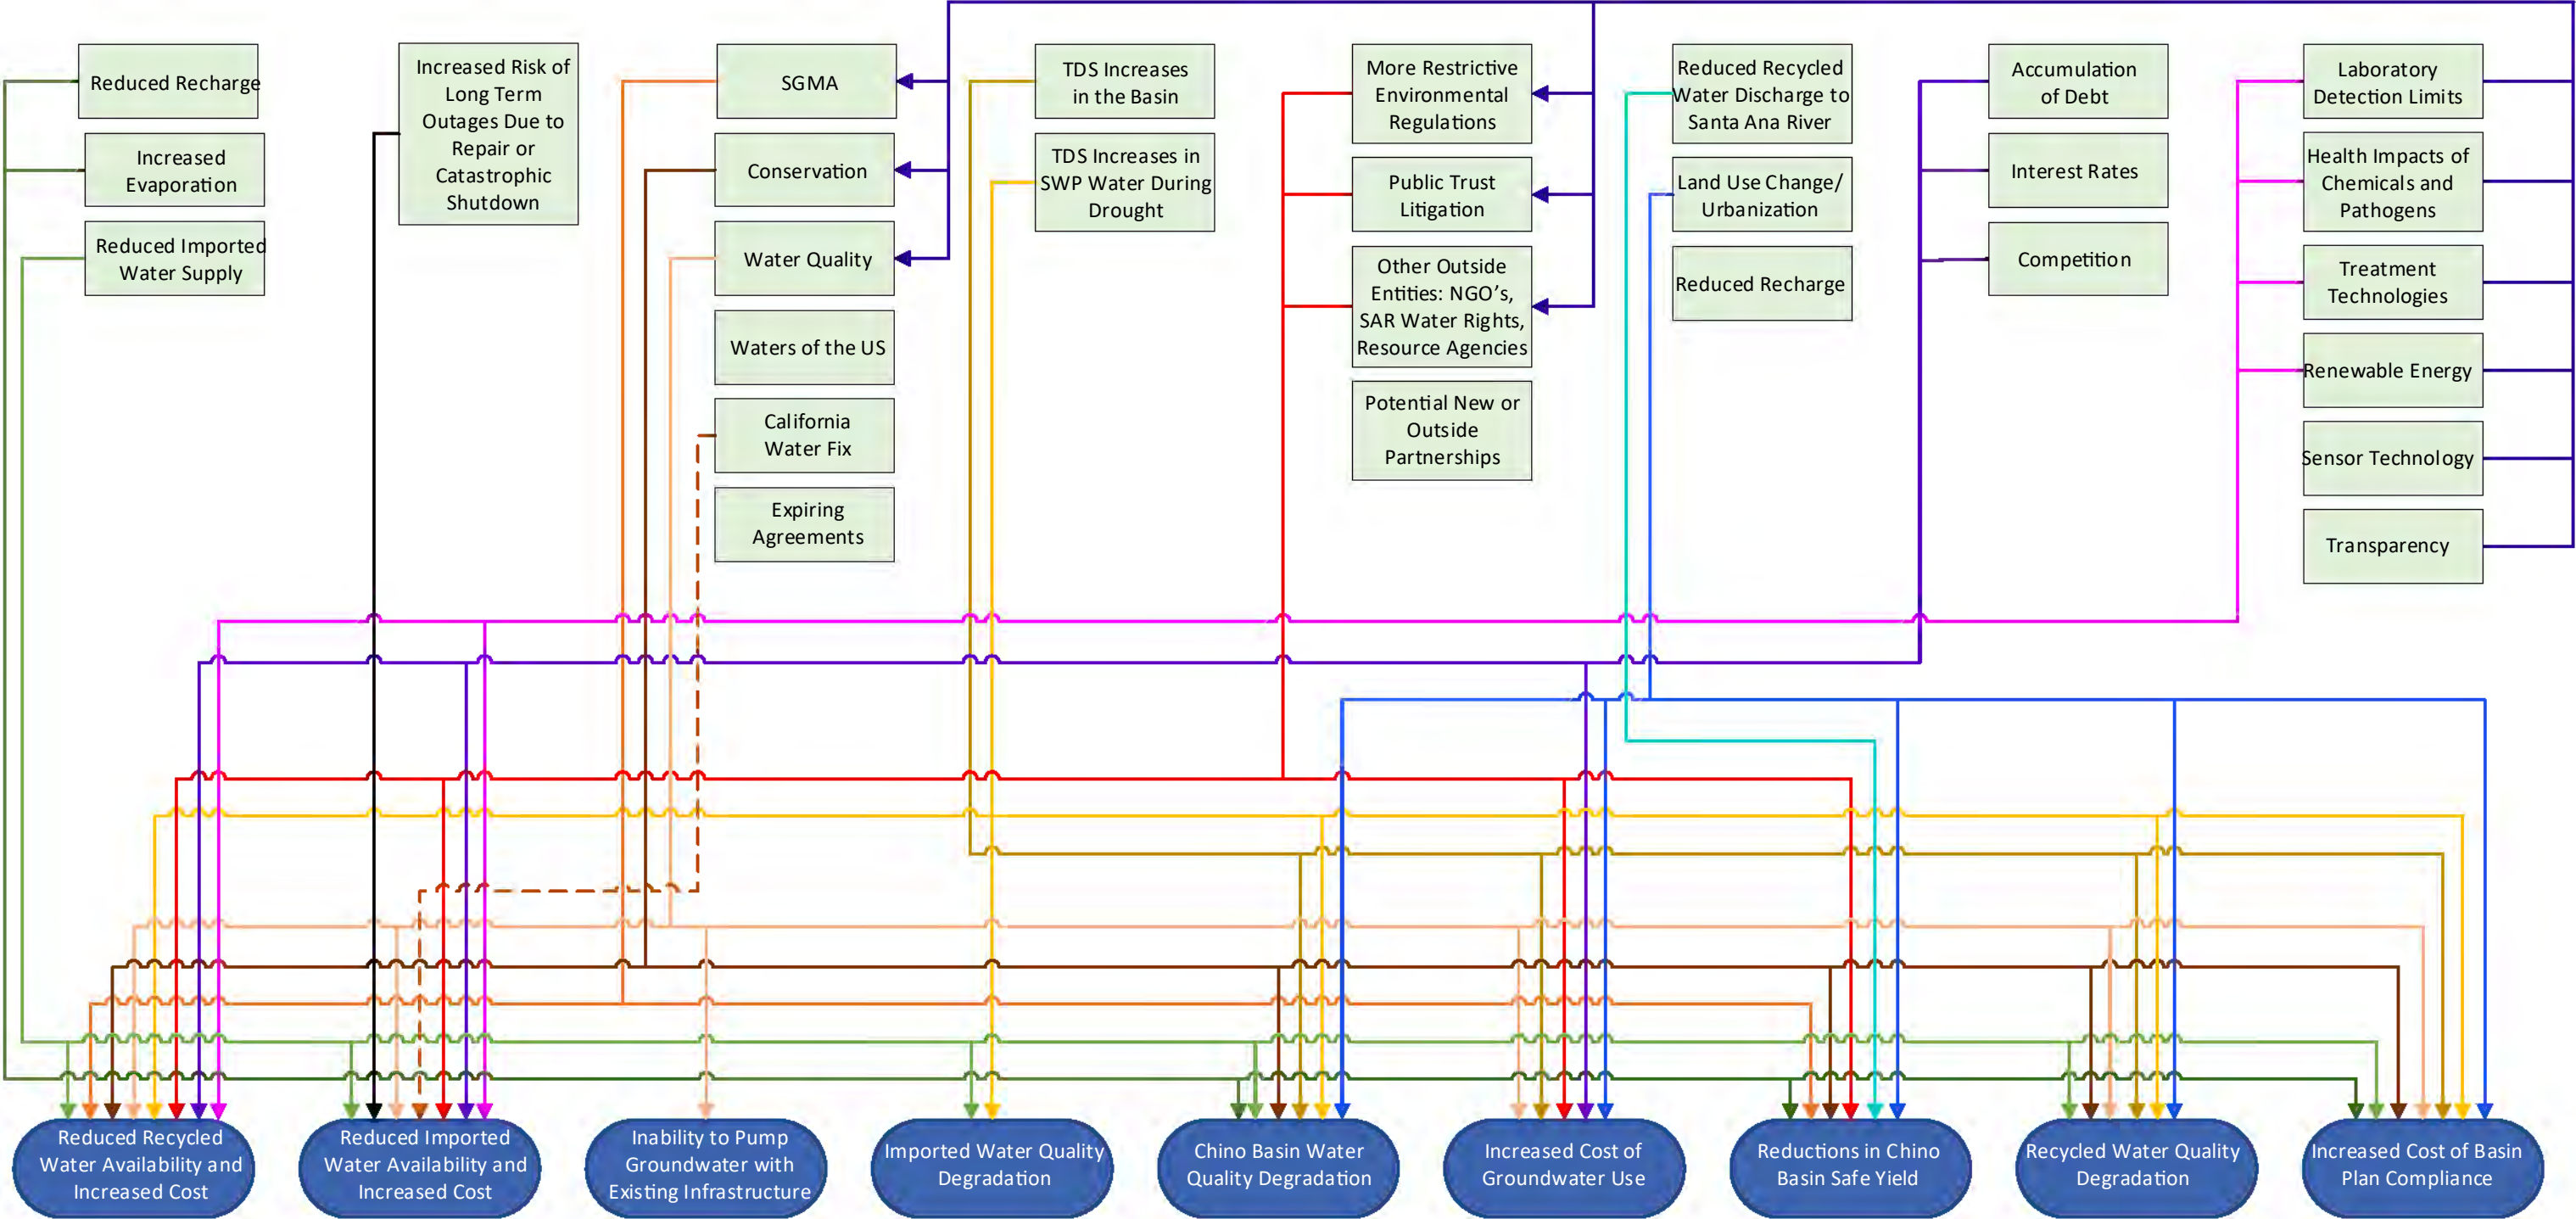 Reduced Recharge
Increased
Evaporation
Reduced Imported
Water Supply
Increased Risk of
Long Term
Outages Due to
Repair or
Catastrophic
Shutdown
SGMA
Conservation
Water Quality
Waters of the US
California
Water Fix
Expiring
Agreements
TDS Increases
in the Basin
TDS Increases in
SWP Water During
Drought
More Restrictive
Environmental
Regulations
Public Trust
Litigation
Other Outside
Entities: NGO's,
SAR Water Rights,
Resource Agencies
Potential New or
Outside
Partnerships
Reduced Recycled
Water Discharge to
Santa Ana River
Land Use Change/
Urbanization
Reduced Recharge
Accumulation
of Debt
Interest Rates
Competition
Laboratory
Detection Limits
Health Impacts of
Chemicals and
Pathogens
Treatment
Technologies
Renewable Energy
Sensor Technology
Transparency
Reduced Recycled
Water Availability and
Increased Cost
Reduced Imported
Water Availability and
Increased Cost
Inability to Pump
Groundwater with
Existing Infrastructure
Imported Water Quality
Degradation
Chino Basin Water
Quality Degradation
Increased Cost of
Groundwater Use
Reductions in Chino
Basin Safe Yield
Recycled Water Quality
Degradation
Increased Cost of Basin
Plan Compliance